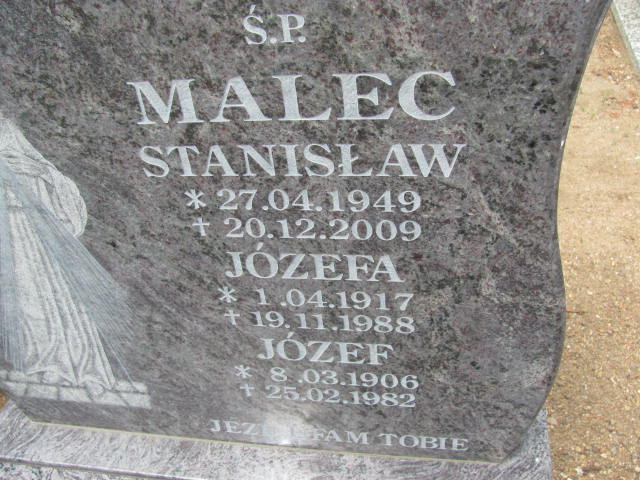 Ś.P.
MALEC
STANISŁAW
* 27.04.1949
✝ 20.12.2009
JÓZEFA
* 1.04.1917
✝ 19.11.1988
JÓZEF
* 8.03.1906
✝ 25.02.1982
TOBIE